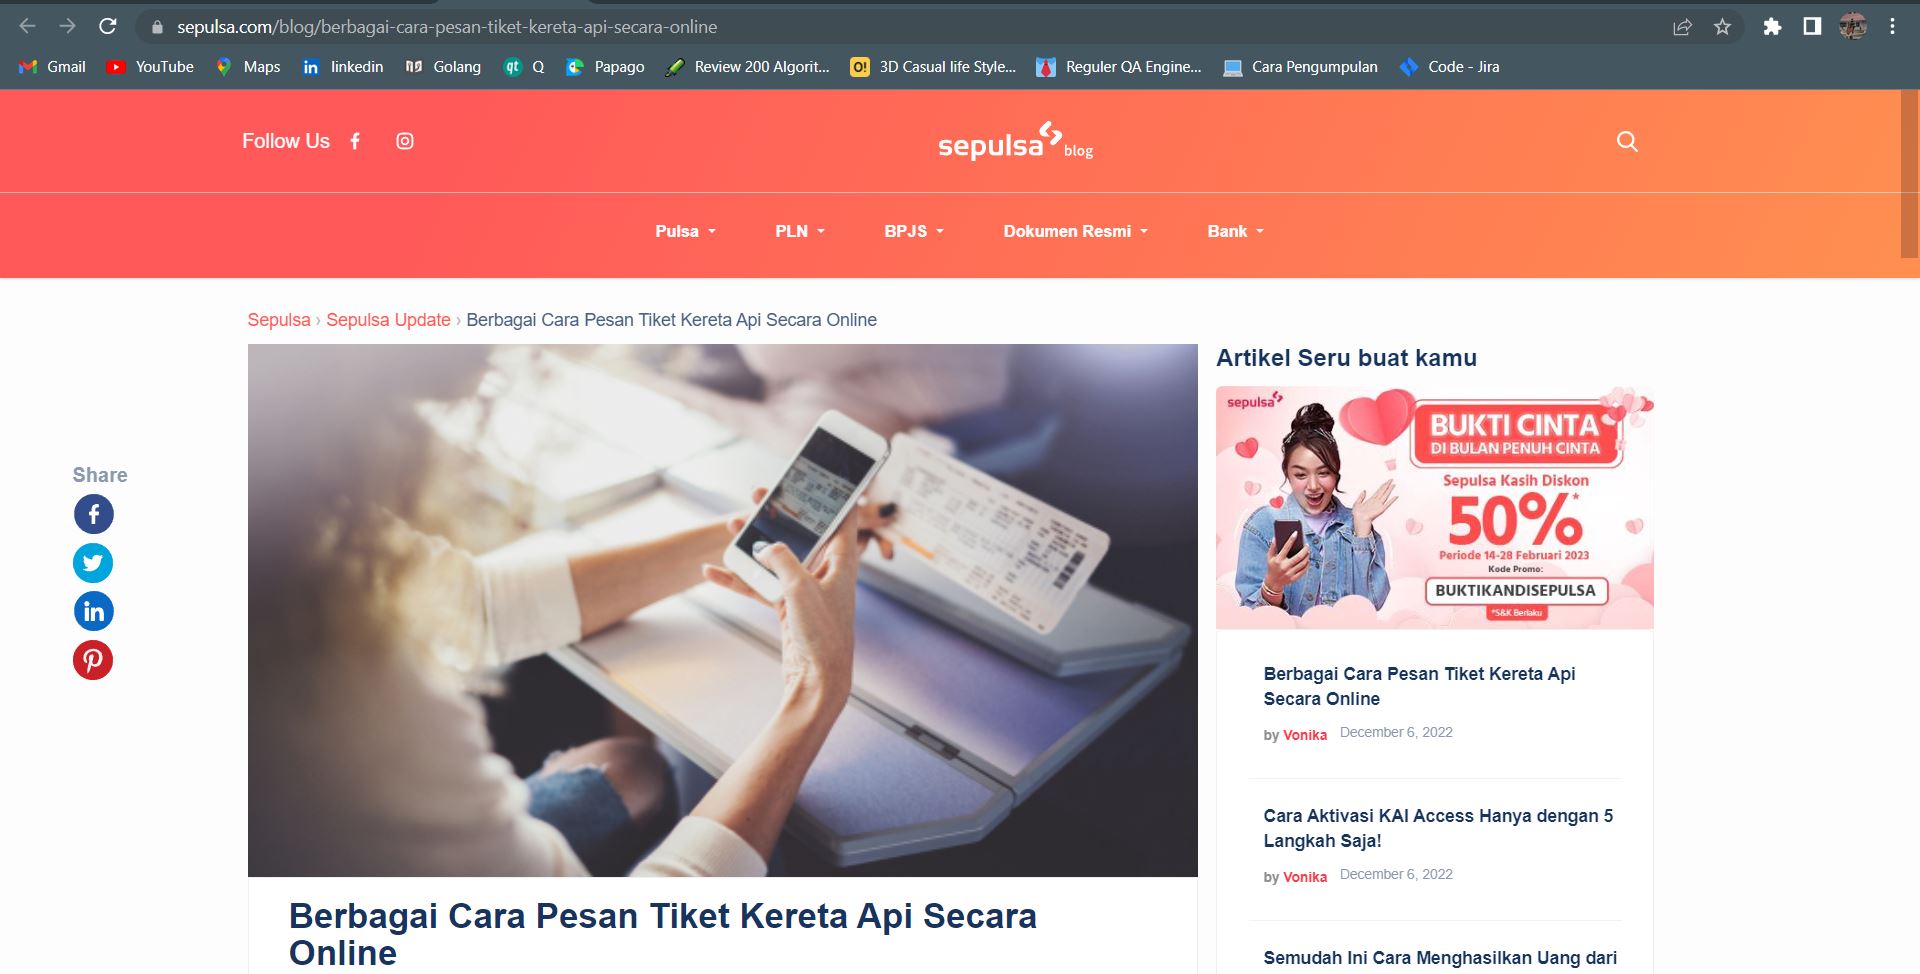 sepulsa.com/blog/berbagai-cara-pesan-tiket-kereta-api-secara-online
Gmail
YouTube
Maps
linkedin
Golang
Q
Papago
Review 200 Algorit...
3D Casual life Style...
Reguler QA Engine...
Cara Pengumpulan
Code - Jira
Follow Us
sepulsa blog
Pulsa
PLN
BPJS
Dokumen Resmi
Bank
Sepulsa › Sepulsa Update › Berbagai Cara Pesan Tiket Kereta Api Secara Online
Share
Berbagai Cara Pesan Tiket Kereta Api Secara
Online
Artikel Seru buat kamu
sepulsa
BUKTI CINTA
DI BULAN PENUH CINTA
Sepulsa Kasih Diskon
50%*
Periode 14-28 Februari 2023
Kode Promo:
BUKTIKANDISEPULSA
*S&K Berlaku
Berbagai Cara Pesan Tiket Kereta Api
Secara Online
by Vonika December 6, 2022
Cara Aktivasi KAI Access Hanya dengan 5
Langkah Saja!
by Vonika December 6, 2022
Semudah Ini Cara Menghasilkan Uang dari